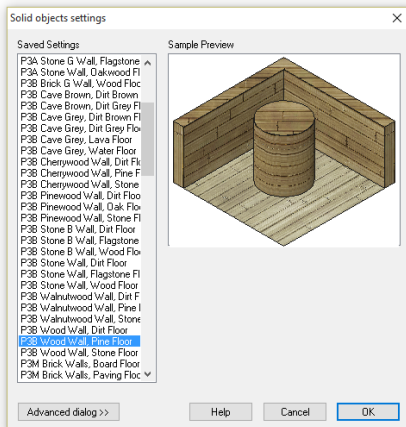 Solid objects settings
Saved Settings
Sample Preview
P3A Stone G Wall, Flagstone
P3A Stone Wall, Oakwood Fl
P3B Brick G Wall, Wood Floc
P3B Cave Brown, Dirt Brown
P3B Cave Brown, Dirt Grey Fl
P3B Cave Grey, Dirt Brown Fl
P3B Cave Grey, Dirt Grey Floc
P3B Cave Grey, Lava Floor
P3B Cave Grey, Water Floor
P3B Cherrywood Wall, Dirt Flc
P3B Cherrywood Wall, Pine F
P3B Cherrywood Wall, Stone
P3B Pinewood Wall, Dirt Floo
P3B Pinewood Wall, Oak Floc
P3B Pinewood Wall, Stone Fl
P3B Stone B Wall, Dirt Floor
P3B Stone B Wall, Flagstone
P3B Stone B Wall, Wood Floo
P3B Stone Wall, Dirt Floor
P3B Stone Wall, Flagstone Fl
P3B Stone Wall, Wood Floor
P3B Walnutwood Wall, Dirt F
P3B Walnutwood Wall, Pine I
P3B Walnutwood Wall, Stone
P3B Wood Wall, Dirt Floor
P3B Wood Wall, Pine Floor
P3B Wood Wall, Stone Floor
P3M Brick Walls, Board Floor
P3M Brick Walls, Paving Floc
Advanced dialog >>
Help
Cancel
OK